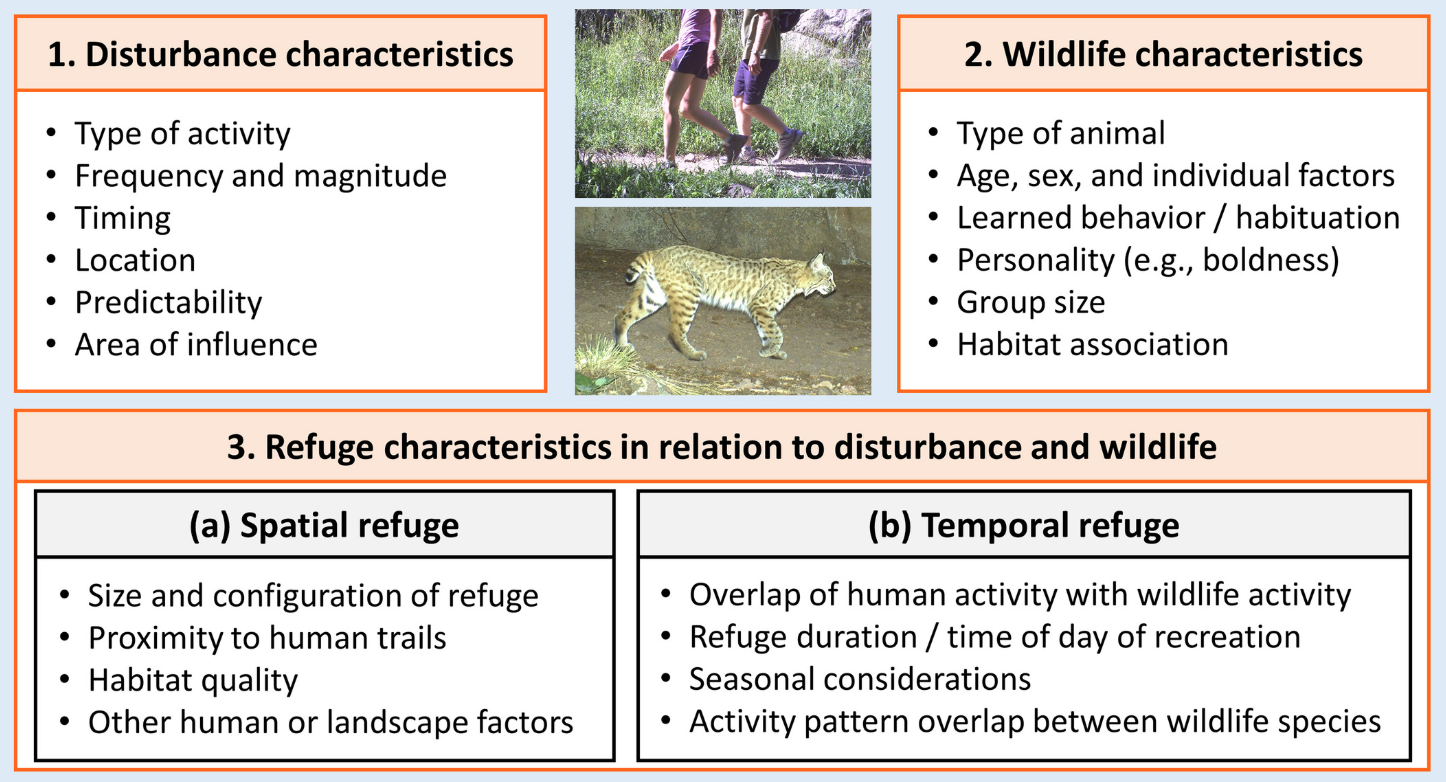 1. Disturbance characteristics
• Type of activity
• Frequency and magnitude
• Timing
• Location
• Predictability
• Area of influence
2. Wildlife characteristics
• Type of animal
• Age, sex, and individual factors
• Learned behavior / habituation
• Personality (e.g., boldness)
• Group size
• Habitat association
3. Refuge characteristics in relation to disturbance and wildlife
(a) Spatial refuge
• Size and configuration of refuge
• Proximity to human trails
• Habitat quality
• Other human or landscape factors
(b) Temporal refuge
• Overlap of human activity with wildlife activity
• Refuge duration / time of day of recreation
• Seasonal considerations
• Activity pattern overlap between wildlife species